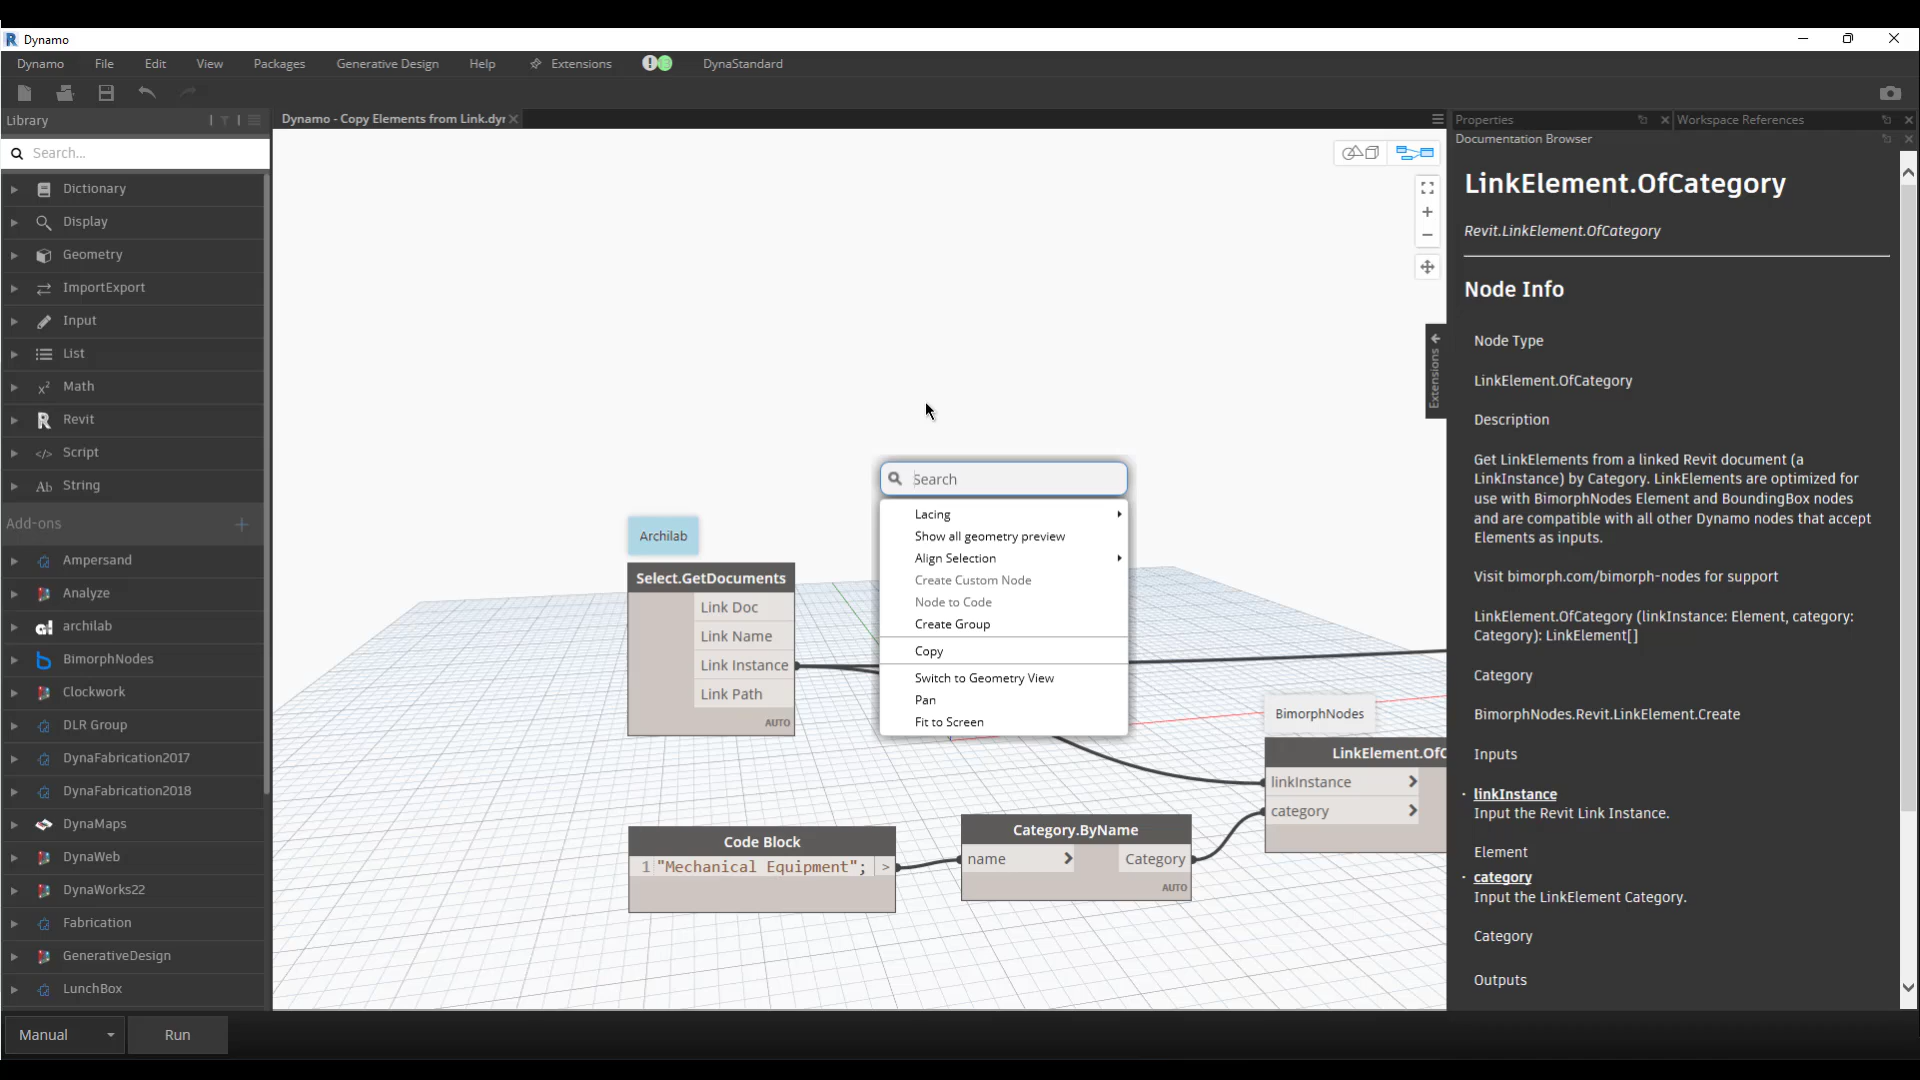 Dynamo
Dynamo File Edit View Packages Generative Design Help Extensions DynaStandard
Library
Search...
Dictionary
Display
Geometry
ImportExport
Input
List
Math
Revit
Script
String
Add-ons
Ampersand
Analyze
archilab
BimorphNodes
Clockwork
DLR Group
DynaFabrication2017
DynaFabrication2018
DynaMaps
DynaWeb
DynaWorks22
Fabrication
GenerativeDesign
LunchBox
Manual
Run
Dynamo - Copy Elements from Link.dyn
Archilab
Select.GetDocuments
Link Doc
Link Name
Link Instance
Link Path
AUTO
Search
Lacing
Show all geometry preview
Align Selection
Create Custom Node
Node to Code
Create Group
Copy
Switch to Geometry View
Pan
Fit to Screen
Code Block
1 "Mechanical Equipment"; >
Category.ByName
name > Category
AUTO
BimorphNodes
LinkElement.OfC
linkInstance >
category >
Extensions
Properties
Workspace References
Documentation Browser
LinkElement.OfCategory
Revit.LinkElement.OfCategory
Node Info
Node Type
LinkElement.OfCategory
Description
Get LinkElements from a linked Revit document (a
LinkInstance) by Category. LinkElements are optimized for
use with BimorphNodes Element and BoundingBox nodes
and are compatible with all other Dynamo nodes that accept
Elements as inputs.
Visit bimorph.com/bimorph-nodes for support
LinkElement.OfCategory (linkInstance: Element, category:
Category): LinkElement[]
Category
BimorphNodes.Revit.LinkElement.Create
Inputs
linkInstance
Input the Revit Link Instance.
Element
category
Input the LinkElement Category.
Category
Outputs